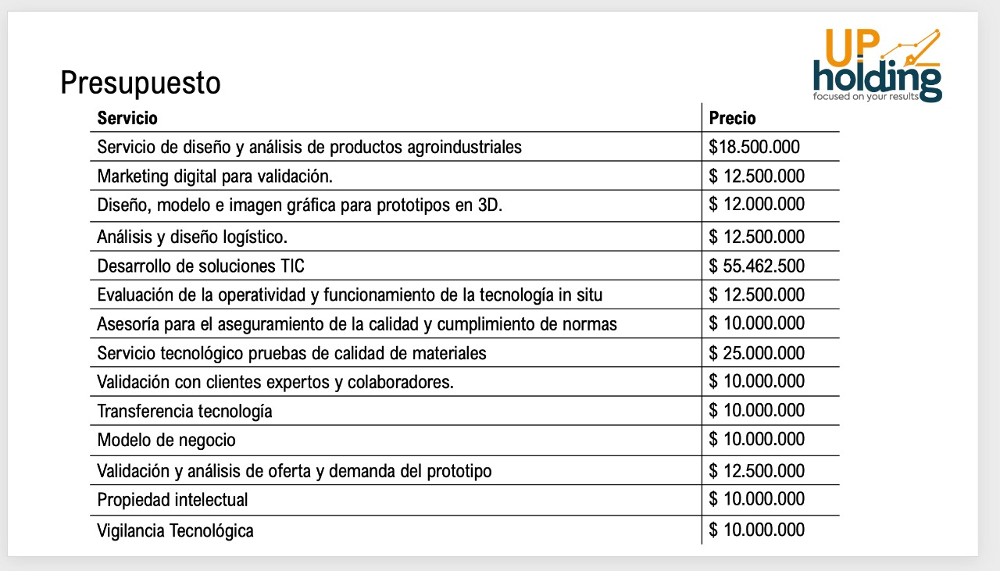 UP
holding
focused on your results
Presupuesto
Servicio Precio
Servicio de diseño y análisis de productos agroindustriales $18.500.000
Marketing digital para validación. $ 12.500.000
Diseño, modelo e imagen gráfica para prototipos en 3D. $ 12.000.000
Análisis y diseño logístico. $ 12.500.000
Desarrollo de soluciones TIC $ 55.462.500
Evaluación de la operatividad y funcionamiento de la tecnología in situ $ 12.500.000
Asesoría para el aseguramiento de la calidad y cumplimiento de normas $ 10.000.000
Servicio tecnológico pruebas de calidad de materiales $ 25.000.000
Validación con clientes expertos y colaboradores. $ 10.000.000
Transferencia tecnología $ 10.000.000
Modelo de negocio $ 10.000.000
Validación y análisis de oferta y demanda del prototipo $ 12.500.000
Propiedad intelectual $ 10.000.000
Vigilancia Tecnológica $ 10.000.000